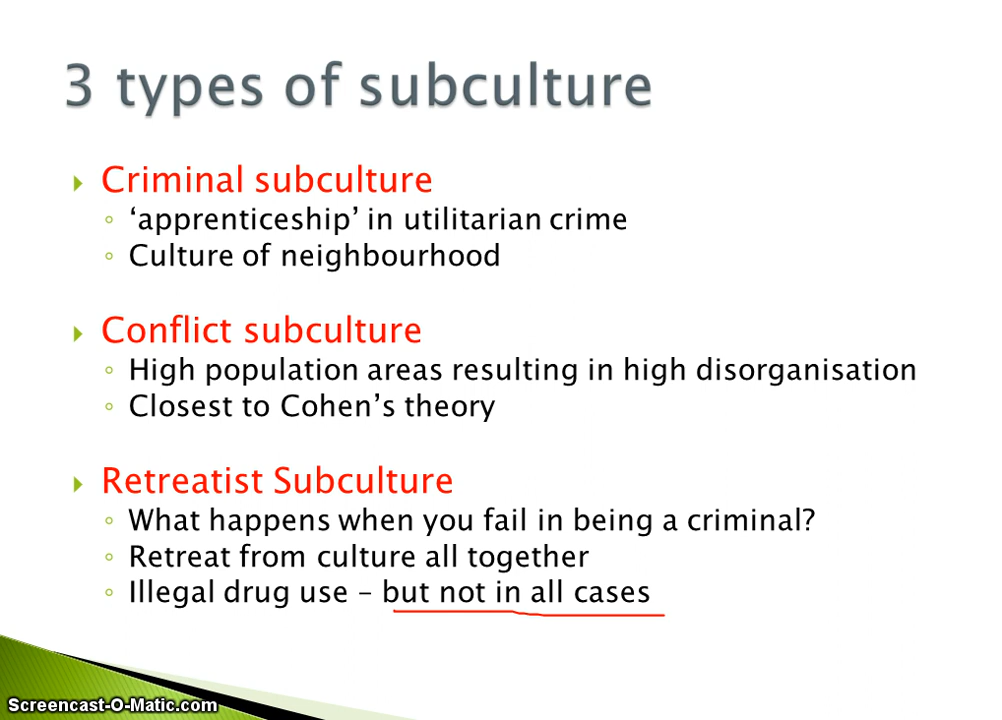 3 types of subculture
Criminal subculture
‘apprenticeship’ in utilitarian crime
Culture of neighbourhood
Conflict subculture
High population areas resulting in high disorganisation
Closest to Cohen’s theory
Retreatist Subculture
What happens when you fail in being a criminal?
Retreat from culture all together
Illegal drug use – but not in all cases
Screencast-O-Matic.com